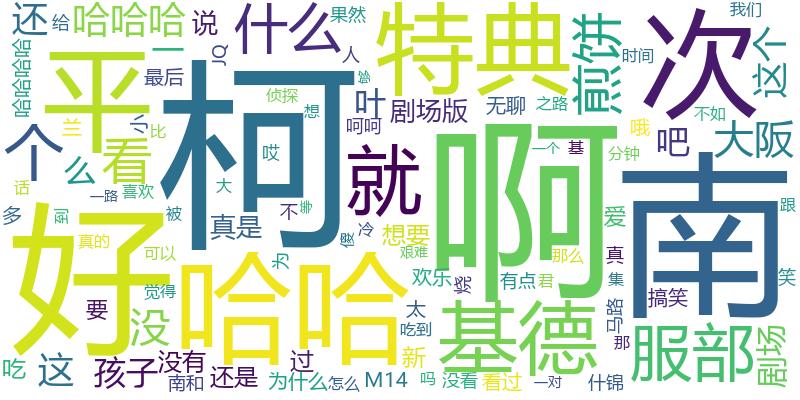 还 给 哈哈哈 说 什么 果然 特典 次 我们
哈哈哈哈 一 JQ 人 煎饼 时间 这个
平 最后 柯 侦探 想 叶 剧场版 无聊 之路 不如
个 兰 小 比 呵呵 就 啊 一个 基 哦 吧 大阪
么 看 哎 分钟 南
话 一路 喜欢 大 不
多 到 被 真是 傻 冷 想要 艰难 爱 跟
好 真的 可以 为 哈哈 欢乐 有点 那么 君 真 集 笑
要 觉得 烧 太 基德 搞笑
没 吃到 马路 那 服部 剧场
吃 这 孩子 没有 还是 过 新
南和 为什么 怎么 M14 吗 没看 看过 一对 什锦